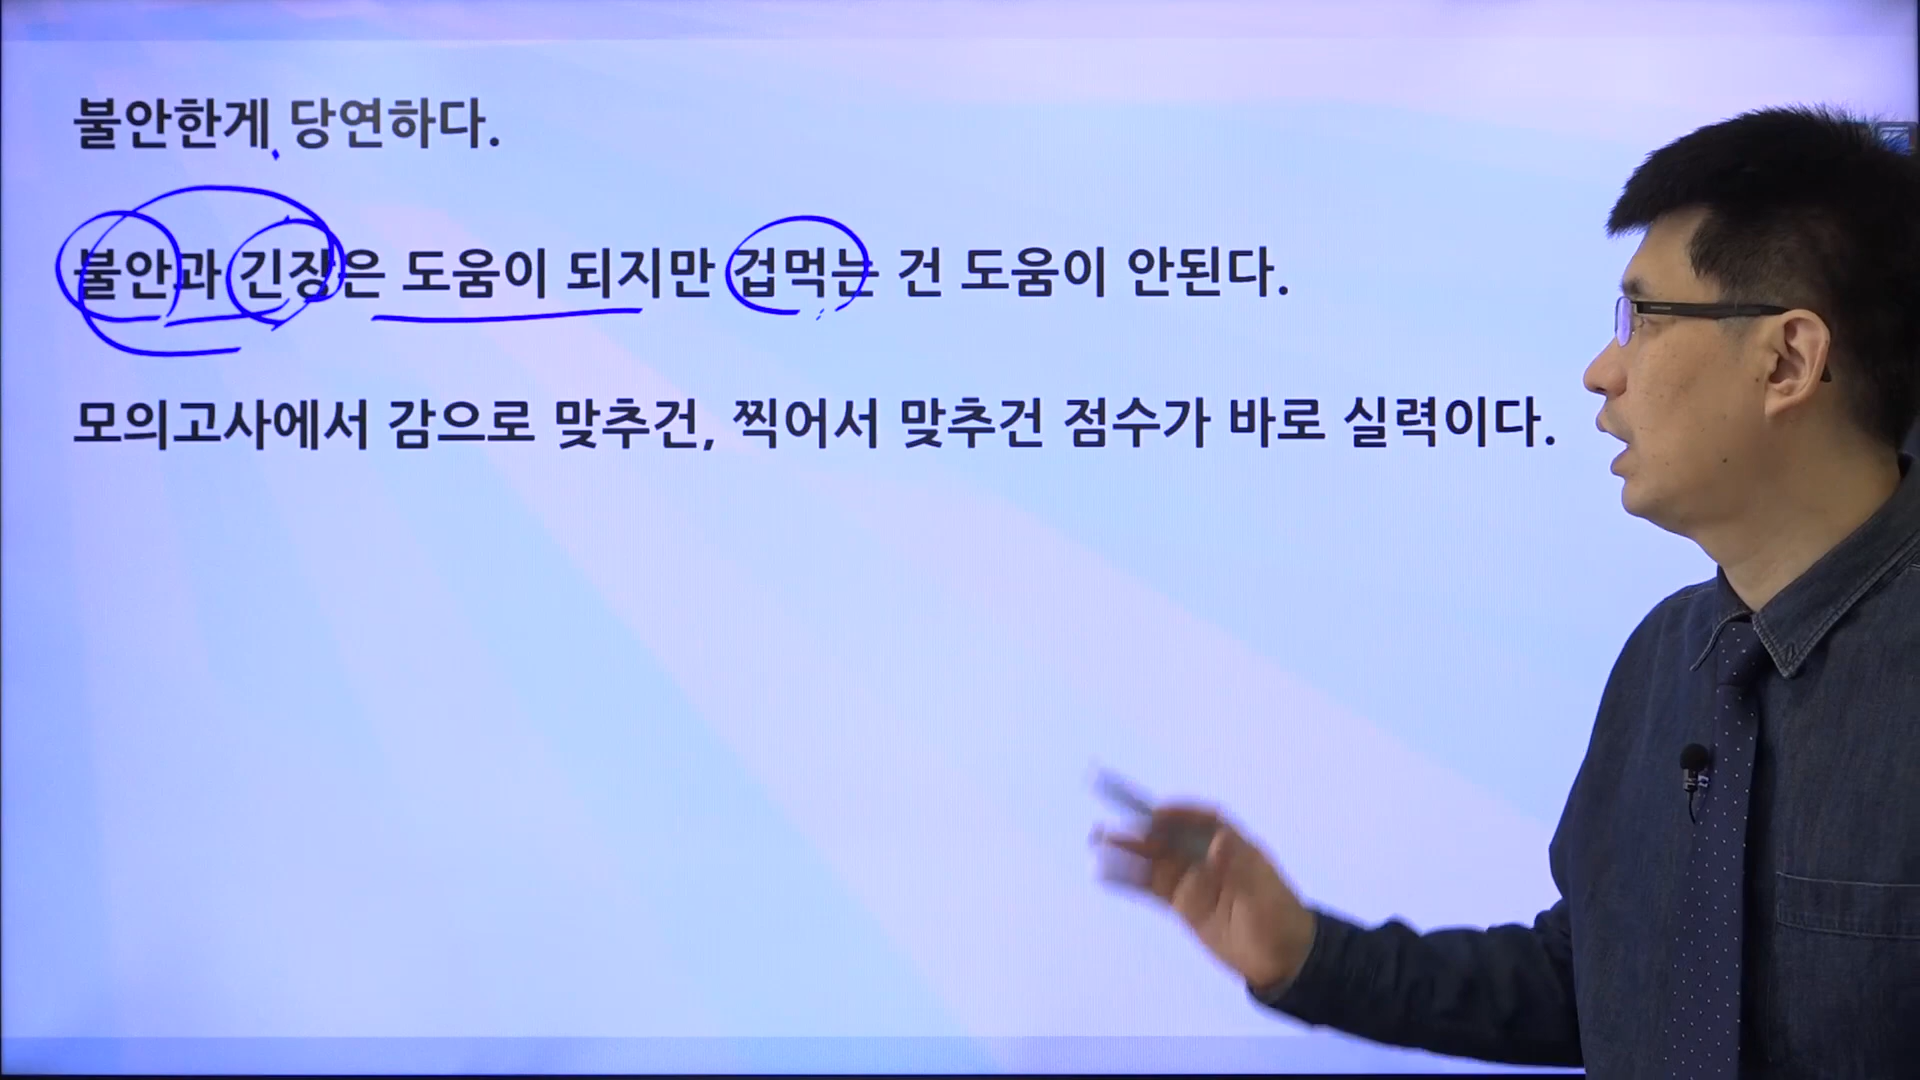 불안한게 당연하다.
불안과 긴장은 도움이 되지만 겁먹는 건 도움이 안된다.
모의고사에서 감으로 맞추건, 찍어서 맞추건 점수가 바로 실력이다.